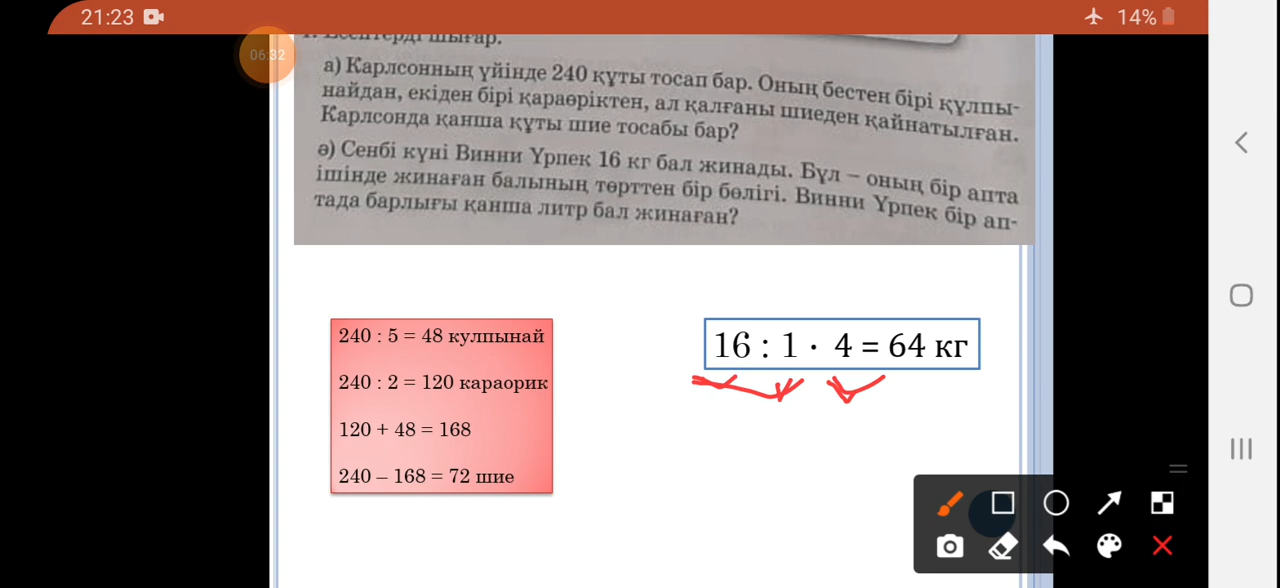 21:23
14%
06:32
1. Есептерді шығар.
а) Карлсонның үйінде 240 құты тосап бар. Оның бестен бірі құлпы-
найдан, екіден бірі қараөріктен, ал қалғаны шиеден қайнатылған.
Карлсонда қанша құты шие тосабы бар?
ә) Сенбі күні Винни Үрпек 16 кг бал жинады. Бұл – оның бір апта
ішінде жинаған балының төрттен бір бөлігі. Винни Үрпек бір ап-
тада барлығы қанша литр бал жинаған?
240 : 5 = 48 кулпынай
240 : 2 = 120 караорик
120 + 48 = 168
240 – 168 = 72 шие
16 : 1 · 4 = 64 кг